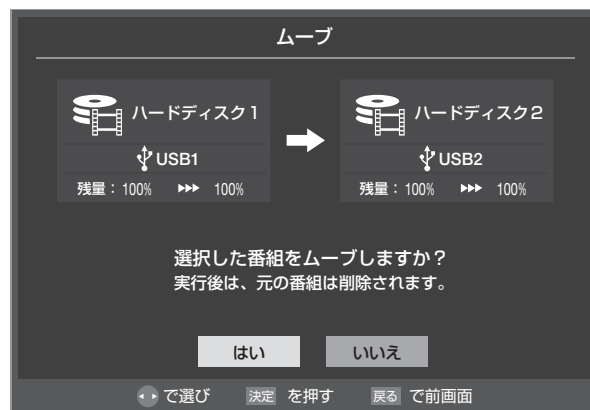 ムーブ
ハードディスク1
USB1
残量：100% ▶▶▶ 100%
ハードディスク2
USB2
残量：100% ▶▶▶ 100%
選択した番組をムーブしますか？
実行後は、元の番組は削除されます。
はい いいえ
で選び 決定 を押す 戻る で前画面